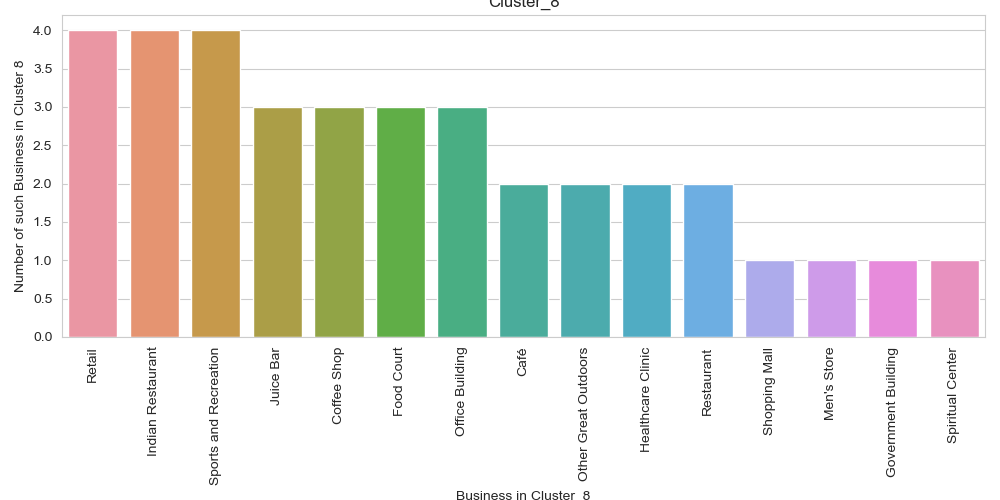 Cluster_8
Number of such Business in Cluster 8
4.0
3.5
3.0
2.5
2.0
1.5
1.0
0.5
0.0
Retail
Indian Restaurant
Sports and Recreation
Juice Bar
Coffee Shop
Food Court
Office Building
Café
Other Great Outdoors
Healthcare Clinic
Restaurant
Shopping Mall
Men's Store
Government Building
Spiritual Center
Business in Cluster_8